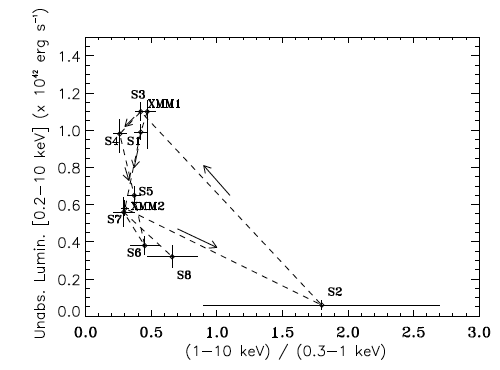 Unabs. Lumin. [0.2−10 keV] (x 10⁴² erg s⁻¹)
1.4
1.2
1.0
0.8
0.6
0.4
0.2
0.0
S3
XMM1
S4
S1
S5
XMM2
S7
S6
S8
S2
0.0 0.5 1.0 1.5 2.0 2.5 3.0
(1−10 keV) / (0.3−1 keV)